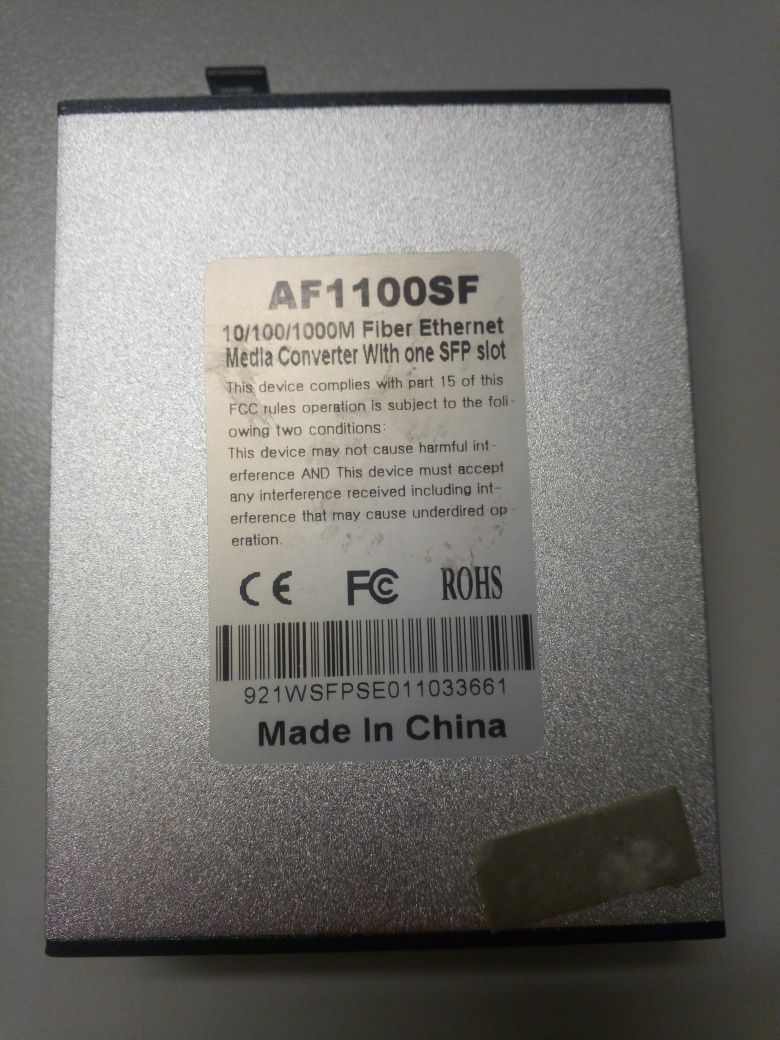 AF1100SF
10/100/1000M Fiber Ethernet
Media Converter With one SFP slot
This device complies with part 15 of this
FCC rules operation is subject to the foll-
owing two conditions:
This device may not cause harmful int-
erference AND This device must accept
any interference received including int-
erference that may cause underdired op-
eration.
CE FC ROHS
921WSFPSE011033661
Made In China